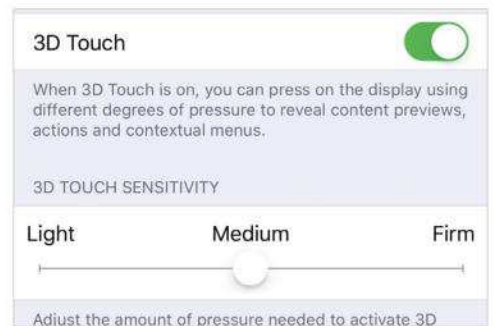 3D Touch
When 3D Touch is on, you can press on the display using
different degrees of pressure to reveal content previews,
actions and contextual menus.
3D TOUCH SENSITIVITY
Light Medium Firm
Adjust the amount of pressure needed to activate 3D